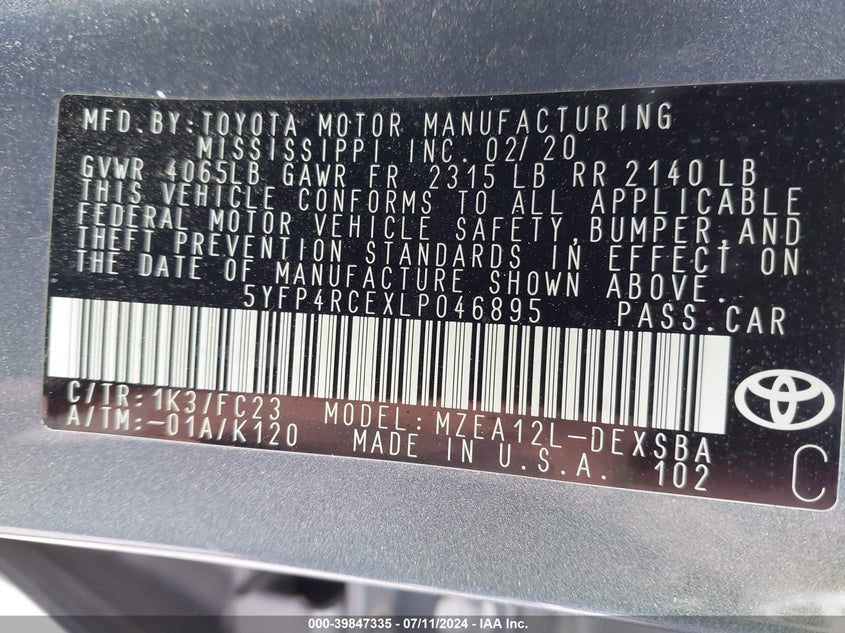 MFD.BY:TOYOTA MOTOR MANUFACTURING
MISSISSIPPI INC. 02/20
GVWR 4065LB GAWR FR 2315 LB RR 2140 LB
THIS VEHICLE CONFORMS TO ALL APPLICABLE
FEDERAL MOTOR VEHICLE SAFETY,BUMPER,AND
THEFT PREVENTION STANDARDS IN EFFECT ON
THE DATE OF MANUFACTURE SHOWN ABOVE.
5YFP4RCEXLP046895 PASS.CAR
C/TR:1K3/FC23 MODEL:MZEA12L-DEXSBA
A/TM:-01A/K120 MADE IN U.S.A. 102
C
000-39847335 - 07/11/2024 - IAA Inc.